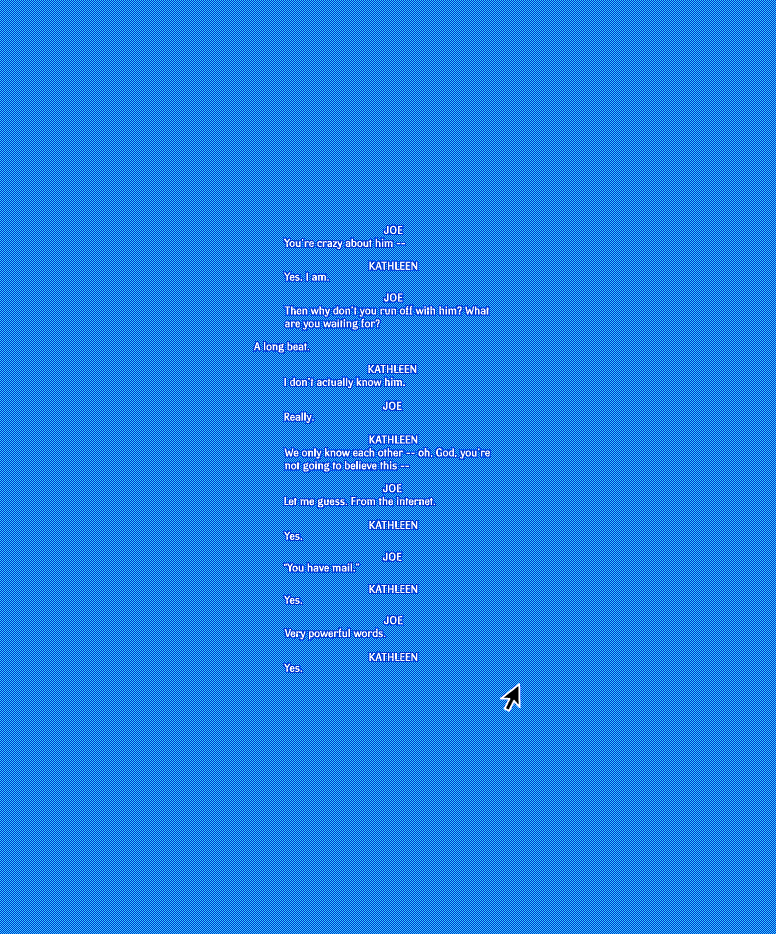 JOE
You're crazy about him --
KATHLEEN
Yes. I am.
JOE
Then why don't you run off with him? What
are you waiting for?
A long beat.
KATHLEEN
I don't actually know him.
JOE
Really.
KATHLEEN
We only know each other -- oh, God, you're
not going to believe this --
JOE
Let me guess. From the internet.
KATHLEEN
Yes.
JOE
"You have mail."
KATHLEEN
Yes.
JOE
Very powerful words.
KATHLEEN
Yes.